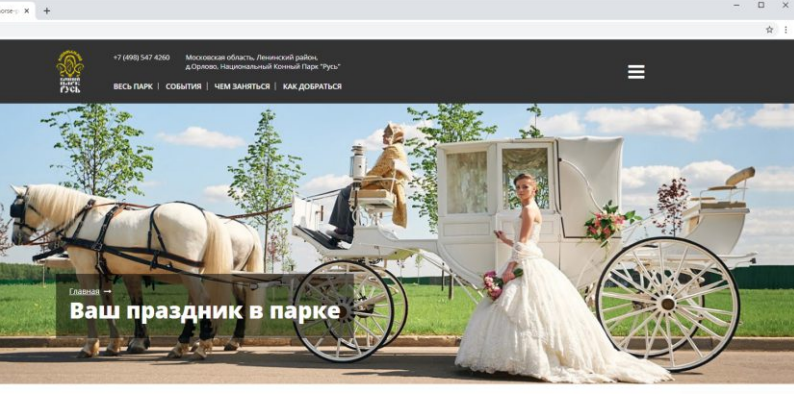 +7 (498) 547 4260
Московская область, Ленинский район,
д.Орлово, Национальный Конный Парк "Русь"
ВЕСЬ ПАРК | СОБЫТИЯ | ЧЕМ ЗАНЯТЬСЯ | КАК ДОБРАТЬСЯ
РУСЬ
Главная →
Ваш праздник в парке